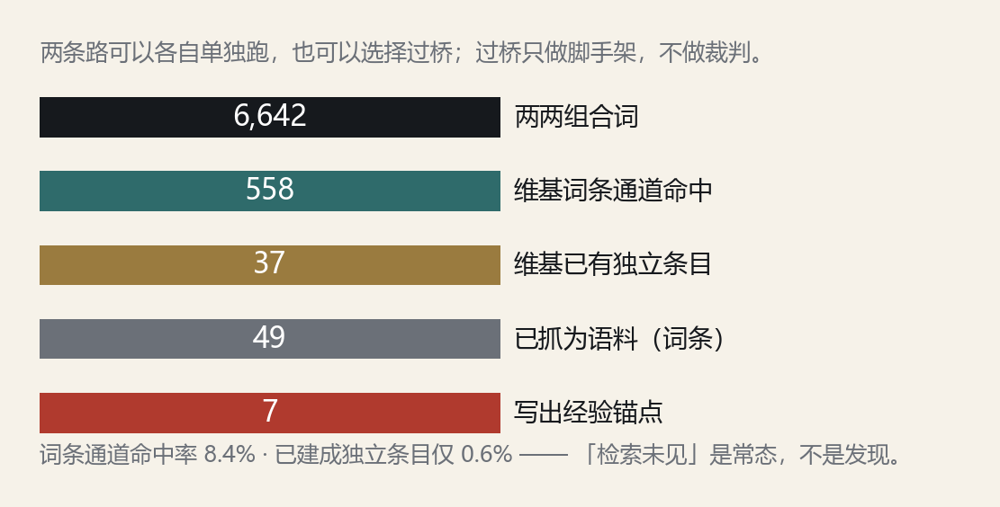 两条路可以各自单独跑，也可以选择过桥；过桥只做脚手架，不做裁判。
6,642 两两组合词
558 维基词条通道命中
37 维基已有独立条目
49 已抓为语料（词条）
7 写出经验锚点
词条通道命中率 8.4% · 已建成独立条目仅 0.6% —— 「检索未见」是常态，不是发现。